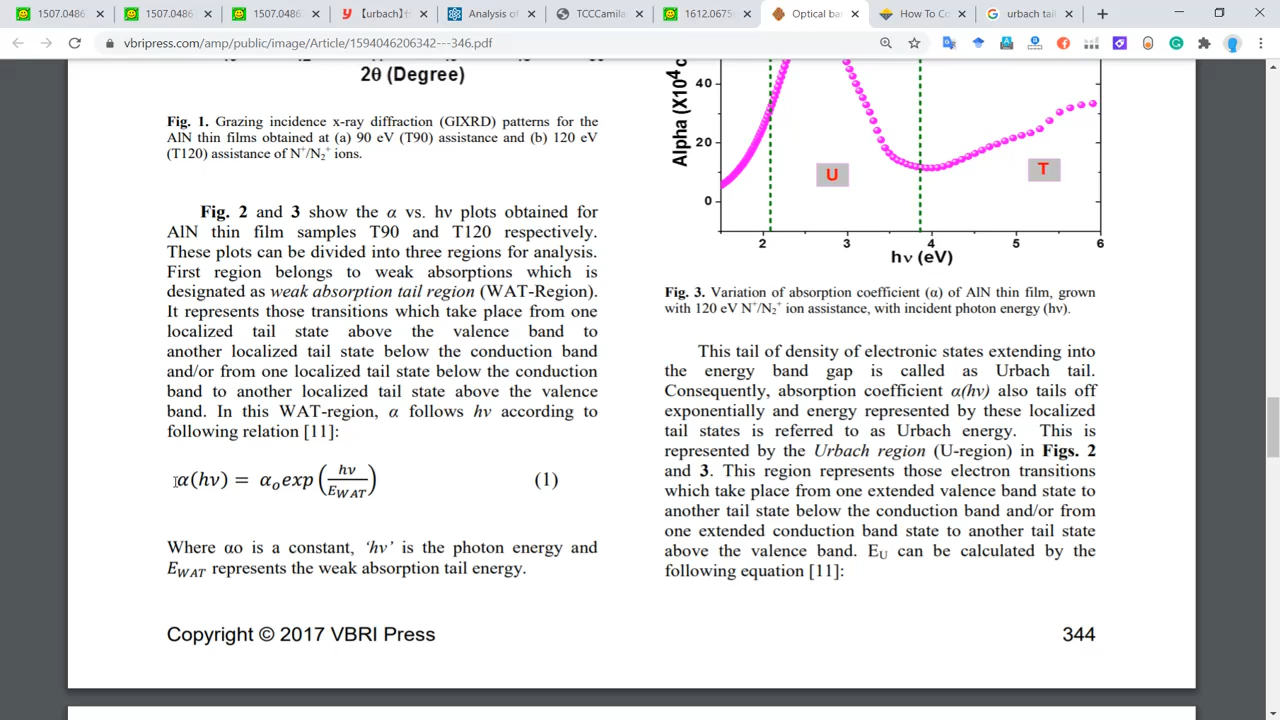 1507.0486
1507.0486
1507.0486
【urbach】
Analysis of
TCCCamila
1612.0675
Optical ba
How To Co
urbach tail
vbripress.com/amp/public/image/Article/1594046206342---346.pdf
2θ (Degree)
Fig. 1. Grazing incidence x-ray diffraction (GIXRD) patterns for the
AlN thin films obtained at (a) 90 eV (T90) assistance and (b) 120 eV
(T120) assistance of N⁺/N₂⁺ ions.
Fig. 2 and 3 show the α vs. hν plots obtained for
AlN thin film samples T90 and T120 respectively.
These plots can be divided into three regions for analysis.
First region belongs to weak absorptions which is
designated as weak absorption tail region (WAT-Region).
It represents those transitions which take place from one
localized tail state above the valence band to
another localized tail state below the conduction band
and/or from one localized tail state below the conduction
band to another localized tail state above the valence
band. In this WAT-region, α follows hν according to
following relation [11]:
α(hν) = αₒexp(hν/E_WAT) (1)
Where αo is a constant, ‘hν’ is the photon energy and
E_WAT represents the weak absorption tail energy.
Alpha (X10⁴ c
40
20
0
U
T
2 3 4 5 6
hν (eV)
Fig. 3. Variation of absorption coefficient (α) of AlN thin film, grown
with 120 eV N⁺/N₂⁺ ion assistance, with incident photon energy (hν).
This tail of density of electronic states extending into
the energy band gap is called as Urbach tail.
Consequently, absorption coefficient α(hν) also tails off
exponentially and energy represented by these localized
tail states is referred to as Urbach energy. This is
represented by the Urbach region (U-region) in Figs. 2
and 3. This region represents those electron transitions
which take place from one extended valence band state to
another tail state below the conduction band and/or from
one extended conduction band state to another tail state
above the valence band. E_U can be calculated by the
following equation [11]:
Copyright © 2017 VBRI Press
344